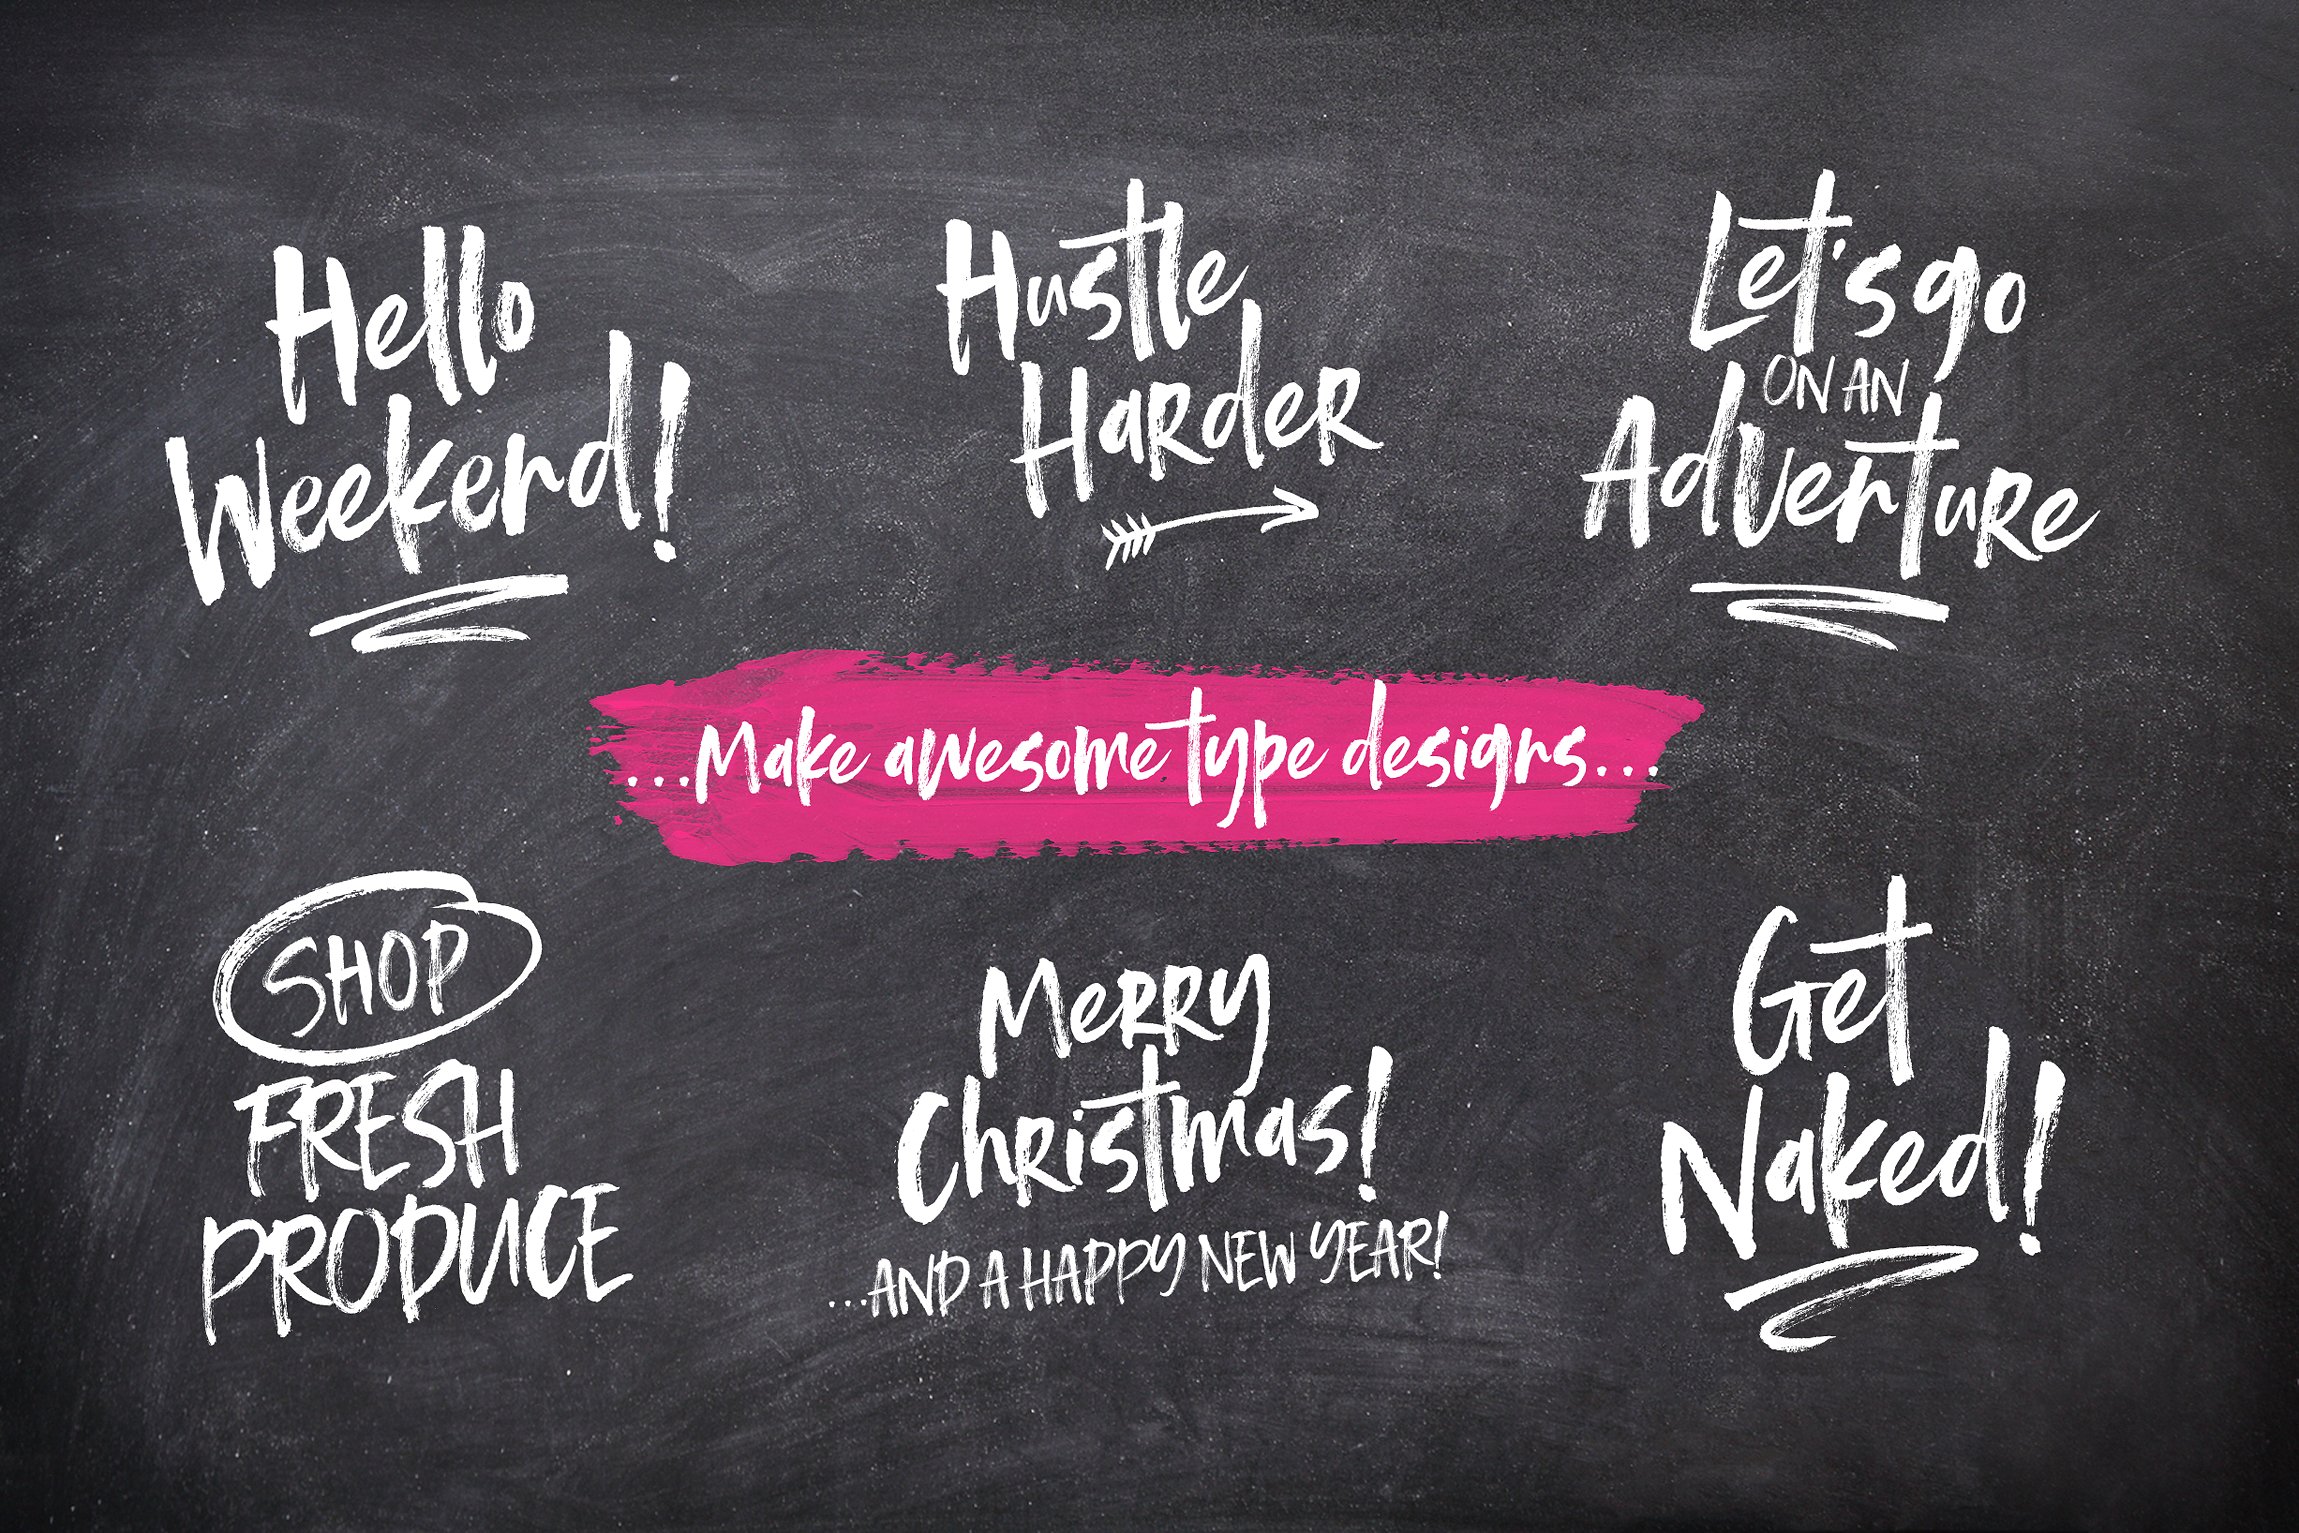 Hello
Weekend!
Hustle
Harder
Let's go
ON AN
Adventure
...Make awesome type designs...
SHOP
FRESH
PRODUCE
Merry
Christmas!
...AND A HAPPY NEW YEAR!
Get
Naked!